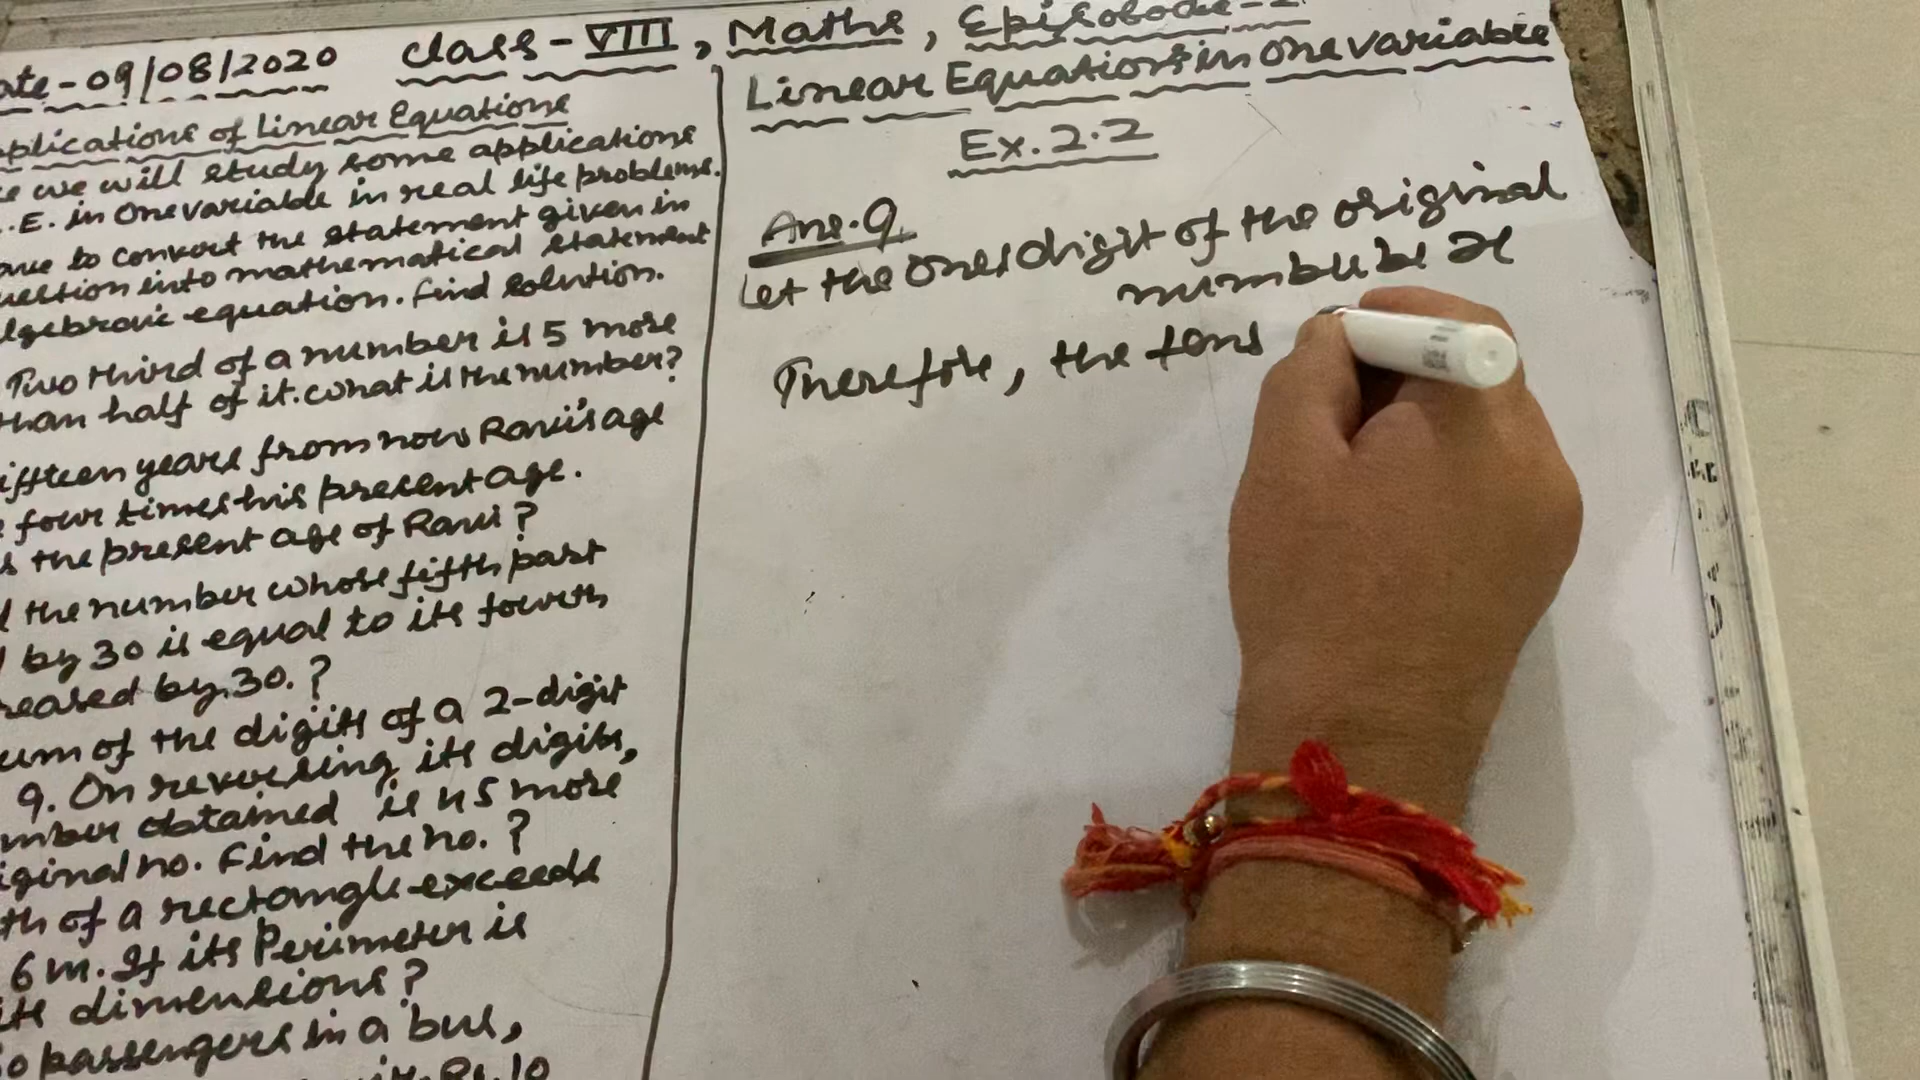 ate-09/08/2020 Class-VIII, Maths,
pplications of Linear Equations
e we will study some applications
.E. in one variable in real life problems.
ave to convert the statement given in
uestion into mathematical statement
lgebraic equation. find solution.
Two third of a number is 5 more
than half of it. what is the number?
ifteen years from now Ravi's age
four times his present age.
s the present age of Ravi?
d the number whose fifth part
by 30 is equal to its fourth
reased by 30. ?
um of the digits of a 2-digit
9. On reversing its digits,
mber obtained is 45 more
iginal no. Find the no. ?
th of a rectangle exceeds
6 m. If its Perimeter is
its dimensions?
o passengers in a bus,
Rs. 10
Linear Equations in one variable
Ex. 2.2
Ans. 9.
Let the ones digit of the original
number be x
Therefore, the tens